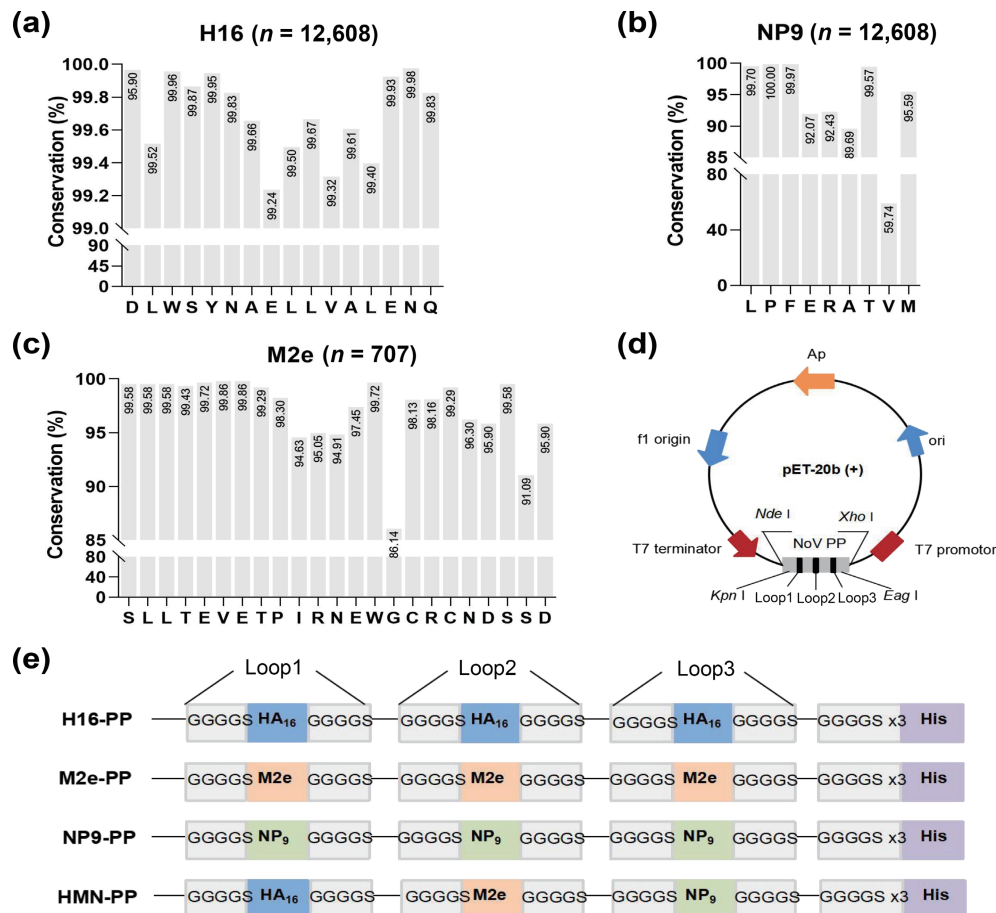 (a)
H16 (n = 12,608)
Conservation (%)
100.0
99.8
99.6
99.4
99.2
99.0
90
45
0
95.90 99.52 99.96 99.87 99.95 99.83 99.66 99.24 99.50 99.67 99.32 99.61 99.40 99.93 99.98 99.83
D L W S Y N A E L L V A L E N Q
(b)
NP9 (n = 12,608)
Conservation (%)
100
95
90
85
80
40
0
99.70 100.00 99.97 92.07 92.43 89.69 99.57 59.74 95.59
L P F E R A T V M
(c)
M2e (n = 707)
Conservation (%)
100
95
90
85
80
40
0
99.58 99.58 99.58 99.43 99.72 99.86 99.86 99.29 98.30 94.63 95.05 94.91 97.45 99.72 86.14 98.13 98.16 99.29 96.30 95.90 99.58 91.09 95.90
S L L T E V E T P I R N E W G C R C N D S S D
(d)
Ap
f1 origin
ori
pET-20b (+)
Nde I
Xho I
T7 terminator
NoV PP
T7 promotor
Kpn I
Loop1
Loop2
Loop3
Eag I
(e)
Loop1
Loop2
Loop3
H16-PP
GGGGS HA16 GGGGS GGGGS HA16 GGGGS GGGGS HA16 GGGGS GGGGS x3 His
M2e-PP
GGGGS M2e GGGGS GGGGS M2e GGGGS GGGGS M2e GGGGS GGGGS x3 His
NP9-PP
GGGGS NP9 GGGGS GGGGS NP9 GGGGS GGGGS NP9 GGGGS GGGGS x3 His
HMN-PP
GGGGS HA16 GGGGS GGGGS M2e GGGGS GGGGS NP9 GGGGS GGGGS x3 His